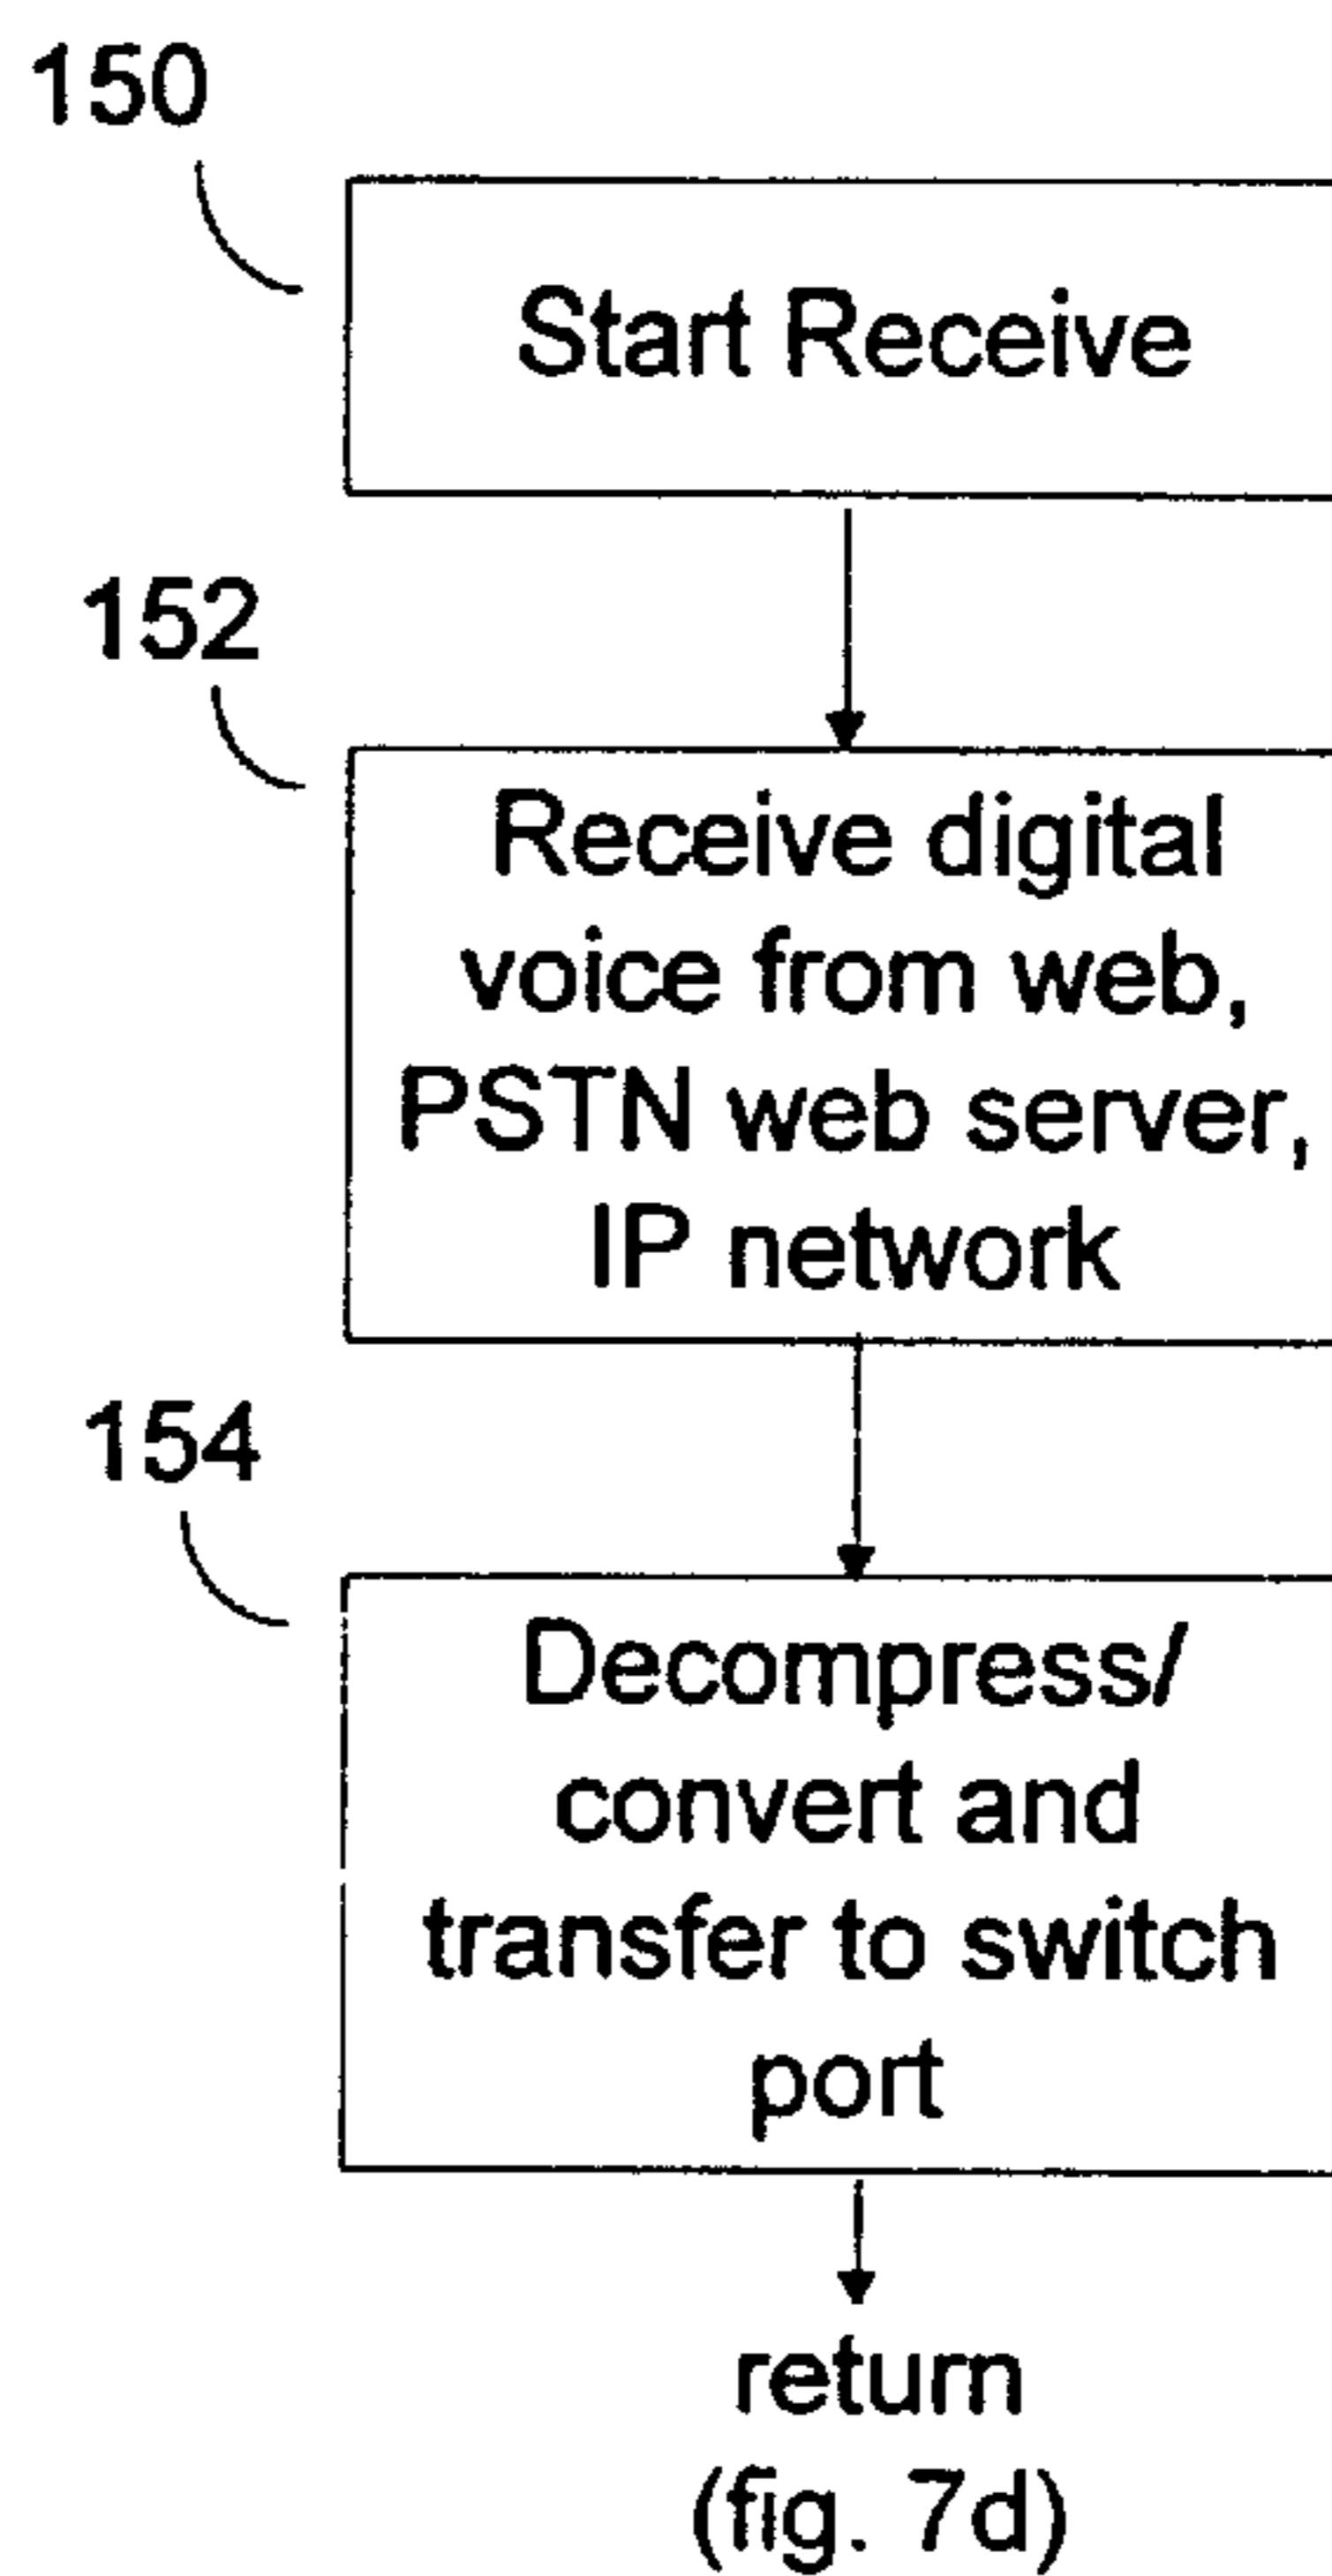 150
Start Receive
152
Receive digital
voice from web,
PSTN web server,
IP network
154
Decompress/
convert and
transfer to switch
port
return
(fig. 7d)